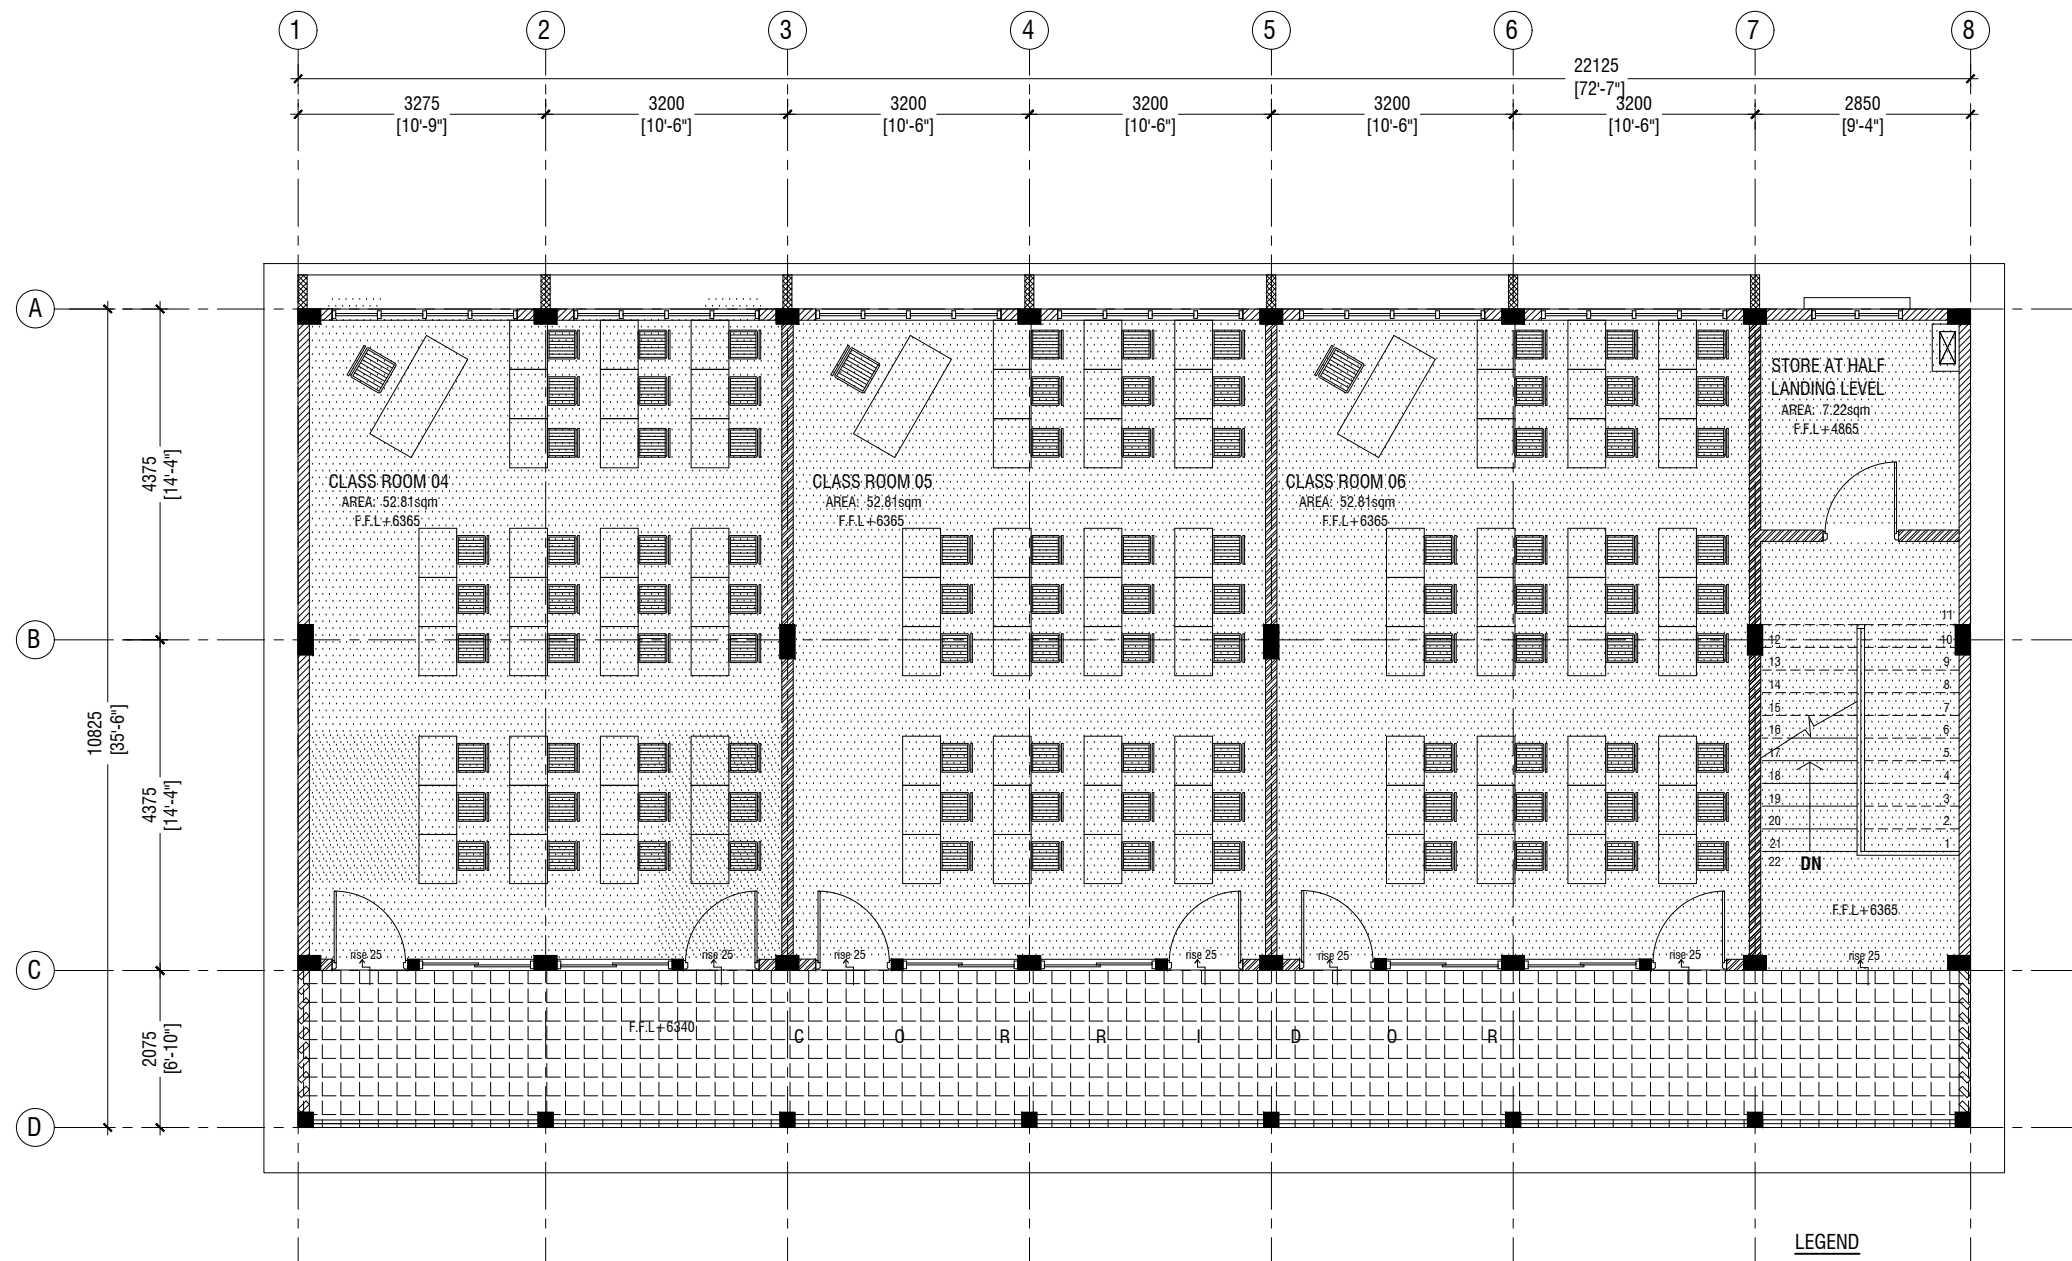 1 2 3 4 5 6 7 8
22125
[72'-7"]
3275 3200 3200 3200 3200 3200 2850
[10'-9"] [10'-6"] [10'-6"] [10'-6"] [10'-6"] [10'-6"] [9'-4"]
A
B
C
D
10825
[35'-6"]
4375
[14'-4"]
4375
[14'-4"]
2075
[6'-10"]
CLASS ROOM 04
AREA: 52.81sqm
F.F.L+6365
CLASS ROOM 05
AREA: 52.81sqm
F.F.L+6365
CLASS ROOM 06
AREA: 52.81sqm
F.F.L+6365
STORE AT HALF
LANDING LEVEL
AREA: 7.22sqm
F.F.L+4865
11
12 10
13 9
14 8
15 7
16 6
17 5
18 4
19 3
20 2
21 1
22 DN
F.F.L+6365
rise 25 rise 25 rise 25 rise 25 rise 25 rise 25 rise 25
F.F.L+6340
C O R R I D O R
LEGEND